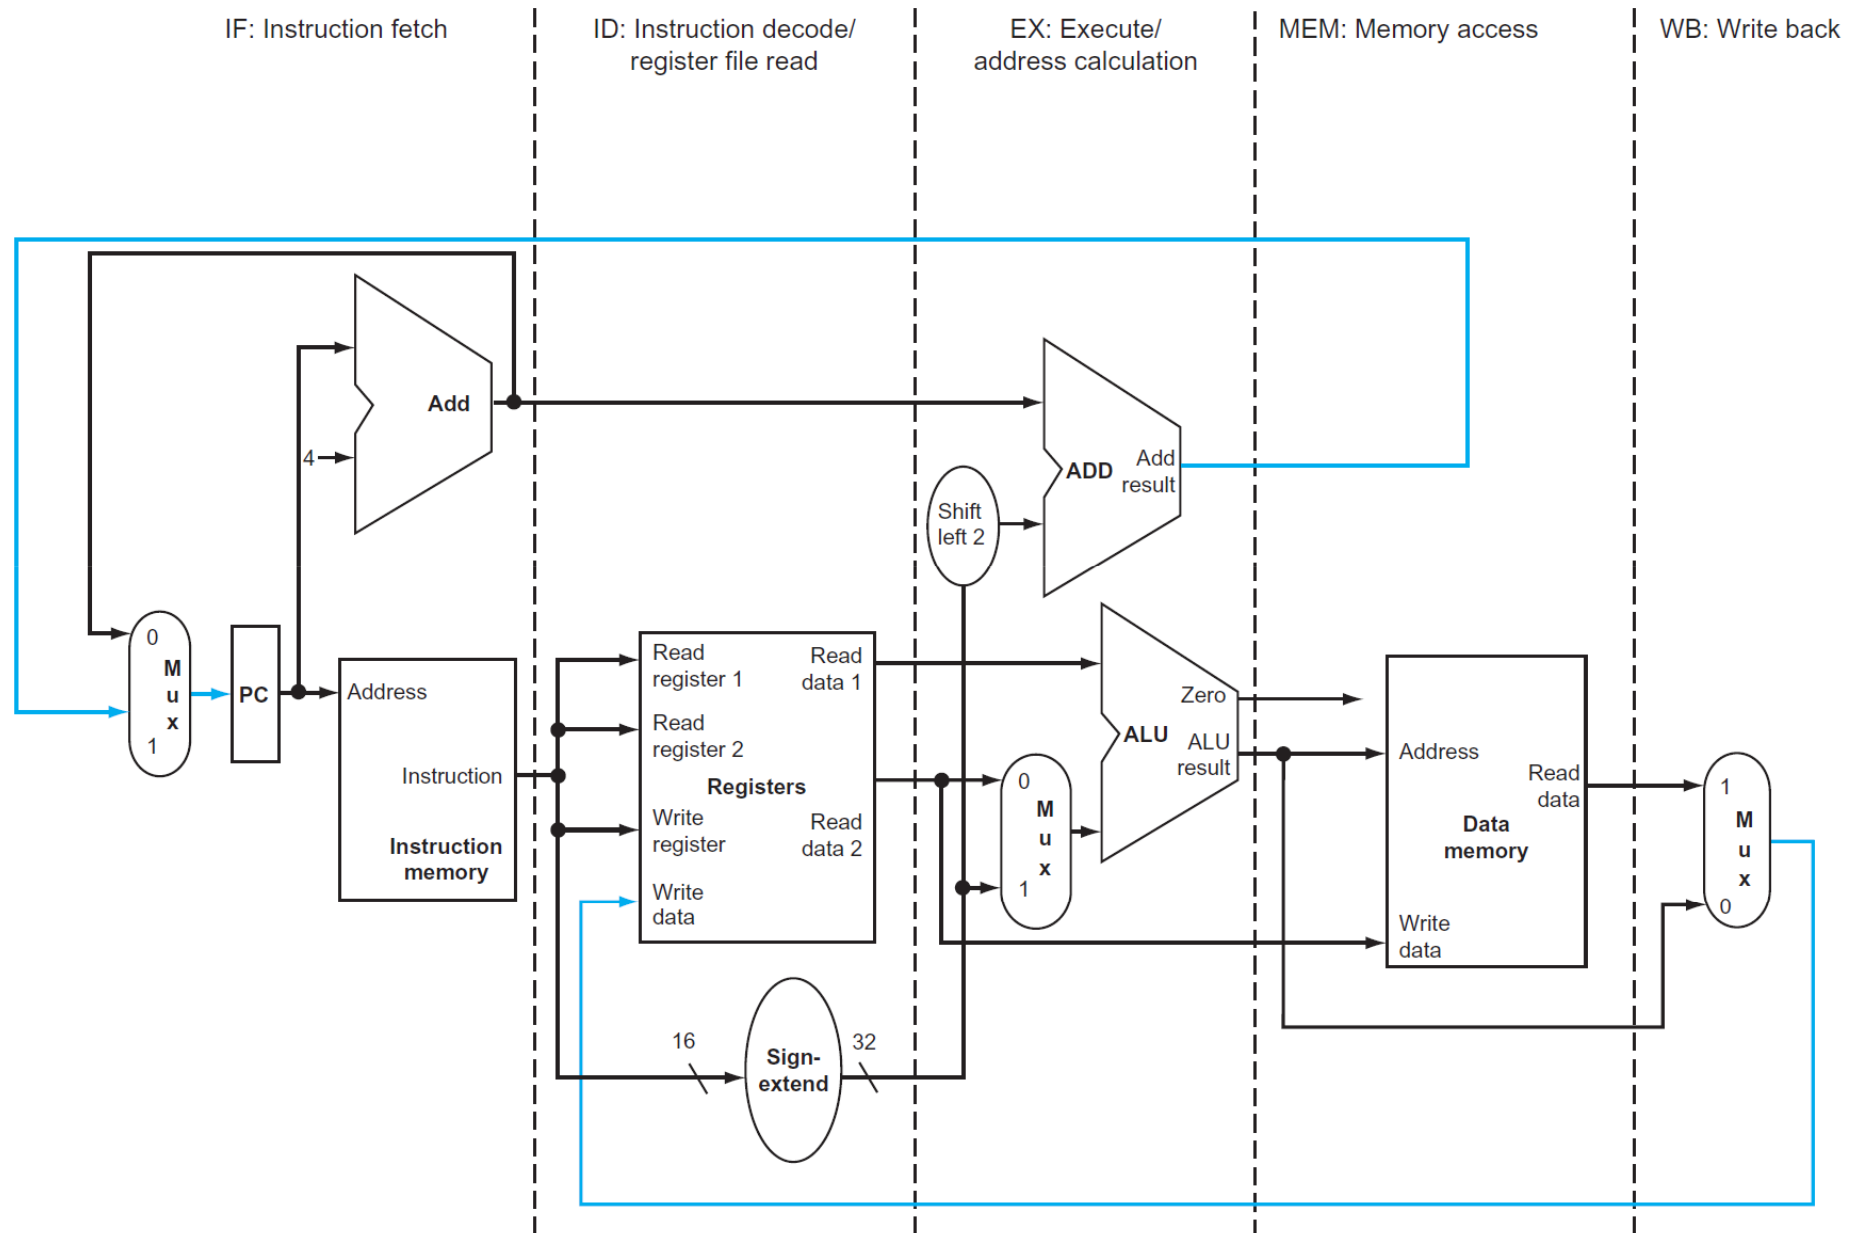 IF: Instruction fetch
ID: Instruction decode/
register file read
EX: Execute/
address calculation
MEM: Memory access
WB: Write back
Add
4
ADD
Add
result
Shift
left 2
0
M
u
x
1
PC
Address
Instruction
Instruction
memory
Read
register 1
Read
register 2
Registers
Write
register
Write
data
Read
data 1
Read
data 2
16
Sign-
extend
32
0
M
u
x
1
Zero
ALU
ALU
result
Address
Read
data
Data
memory
Write
data
1
M
u
x
0